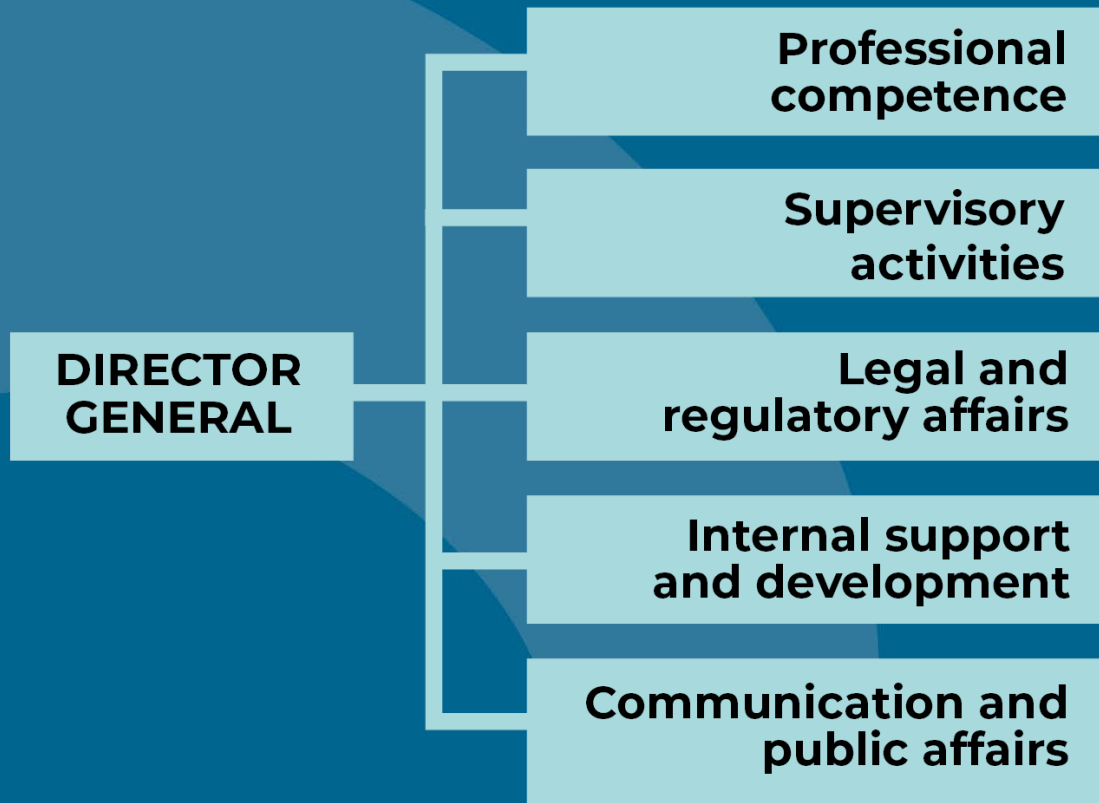 Professional
competence
Supervisory
activities
DIRECTOR
GENERAL
Legal and
regulatory affairs
Internal support
and development
Communication and
public affairs